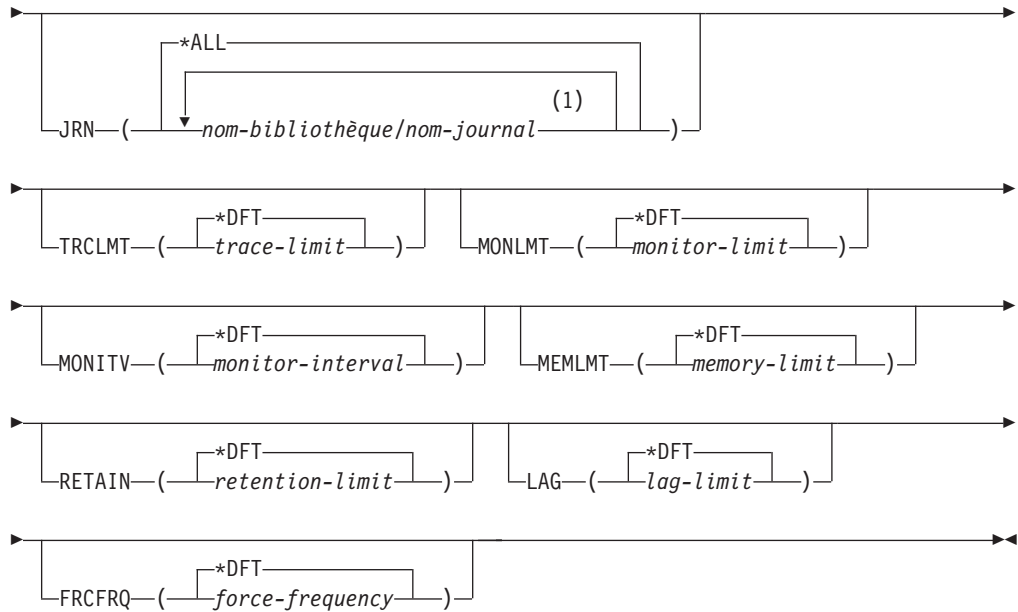 *ALL
(1)
JRN ( nom-bibliothèque/nom-journal )
*DFT *DFT
TRCLMT ( trace-limit ) MONLMT ( monitor-limit )
*DFT *DFT
MONITV ( monitor-interval ) MEMLMT ( memory-limit )
*DFT *DFT
RETAIN ( retention-limit ) LAG ( lag-limit )
*DFT
FRCFRQ ( force-frequency )